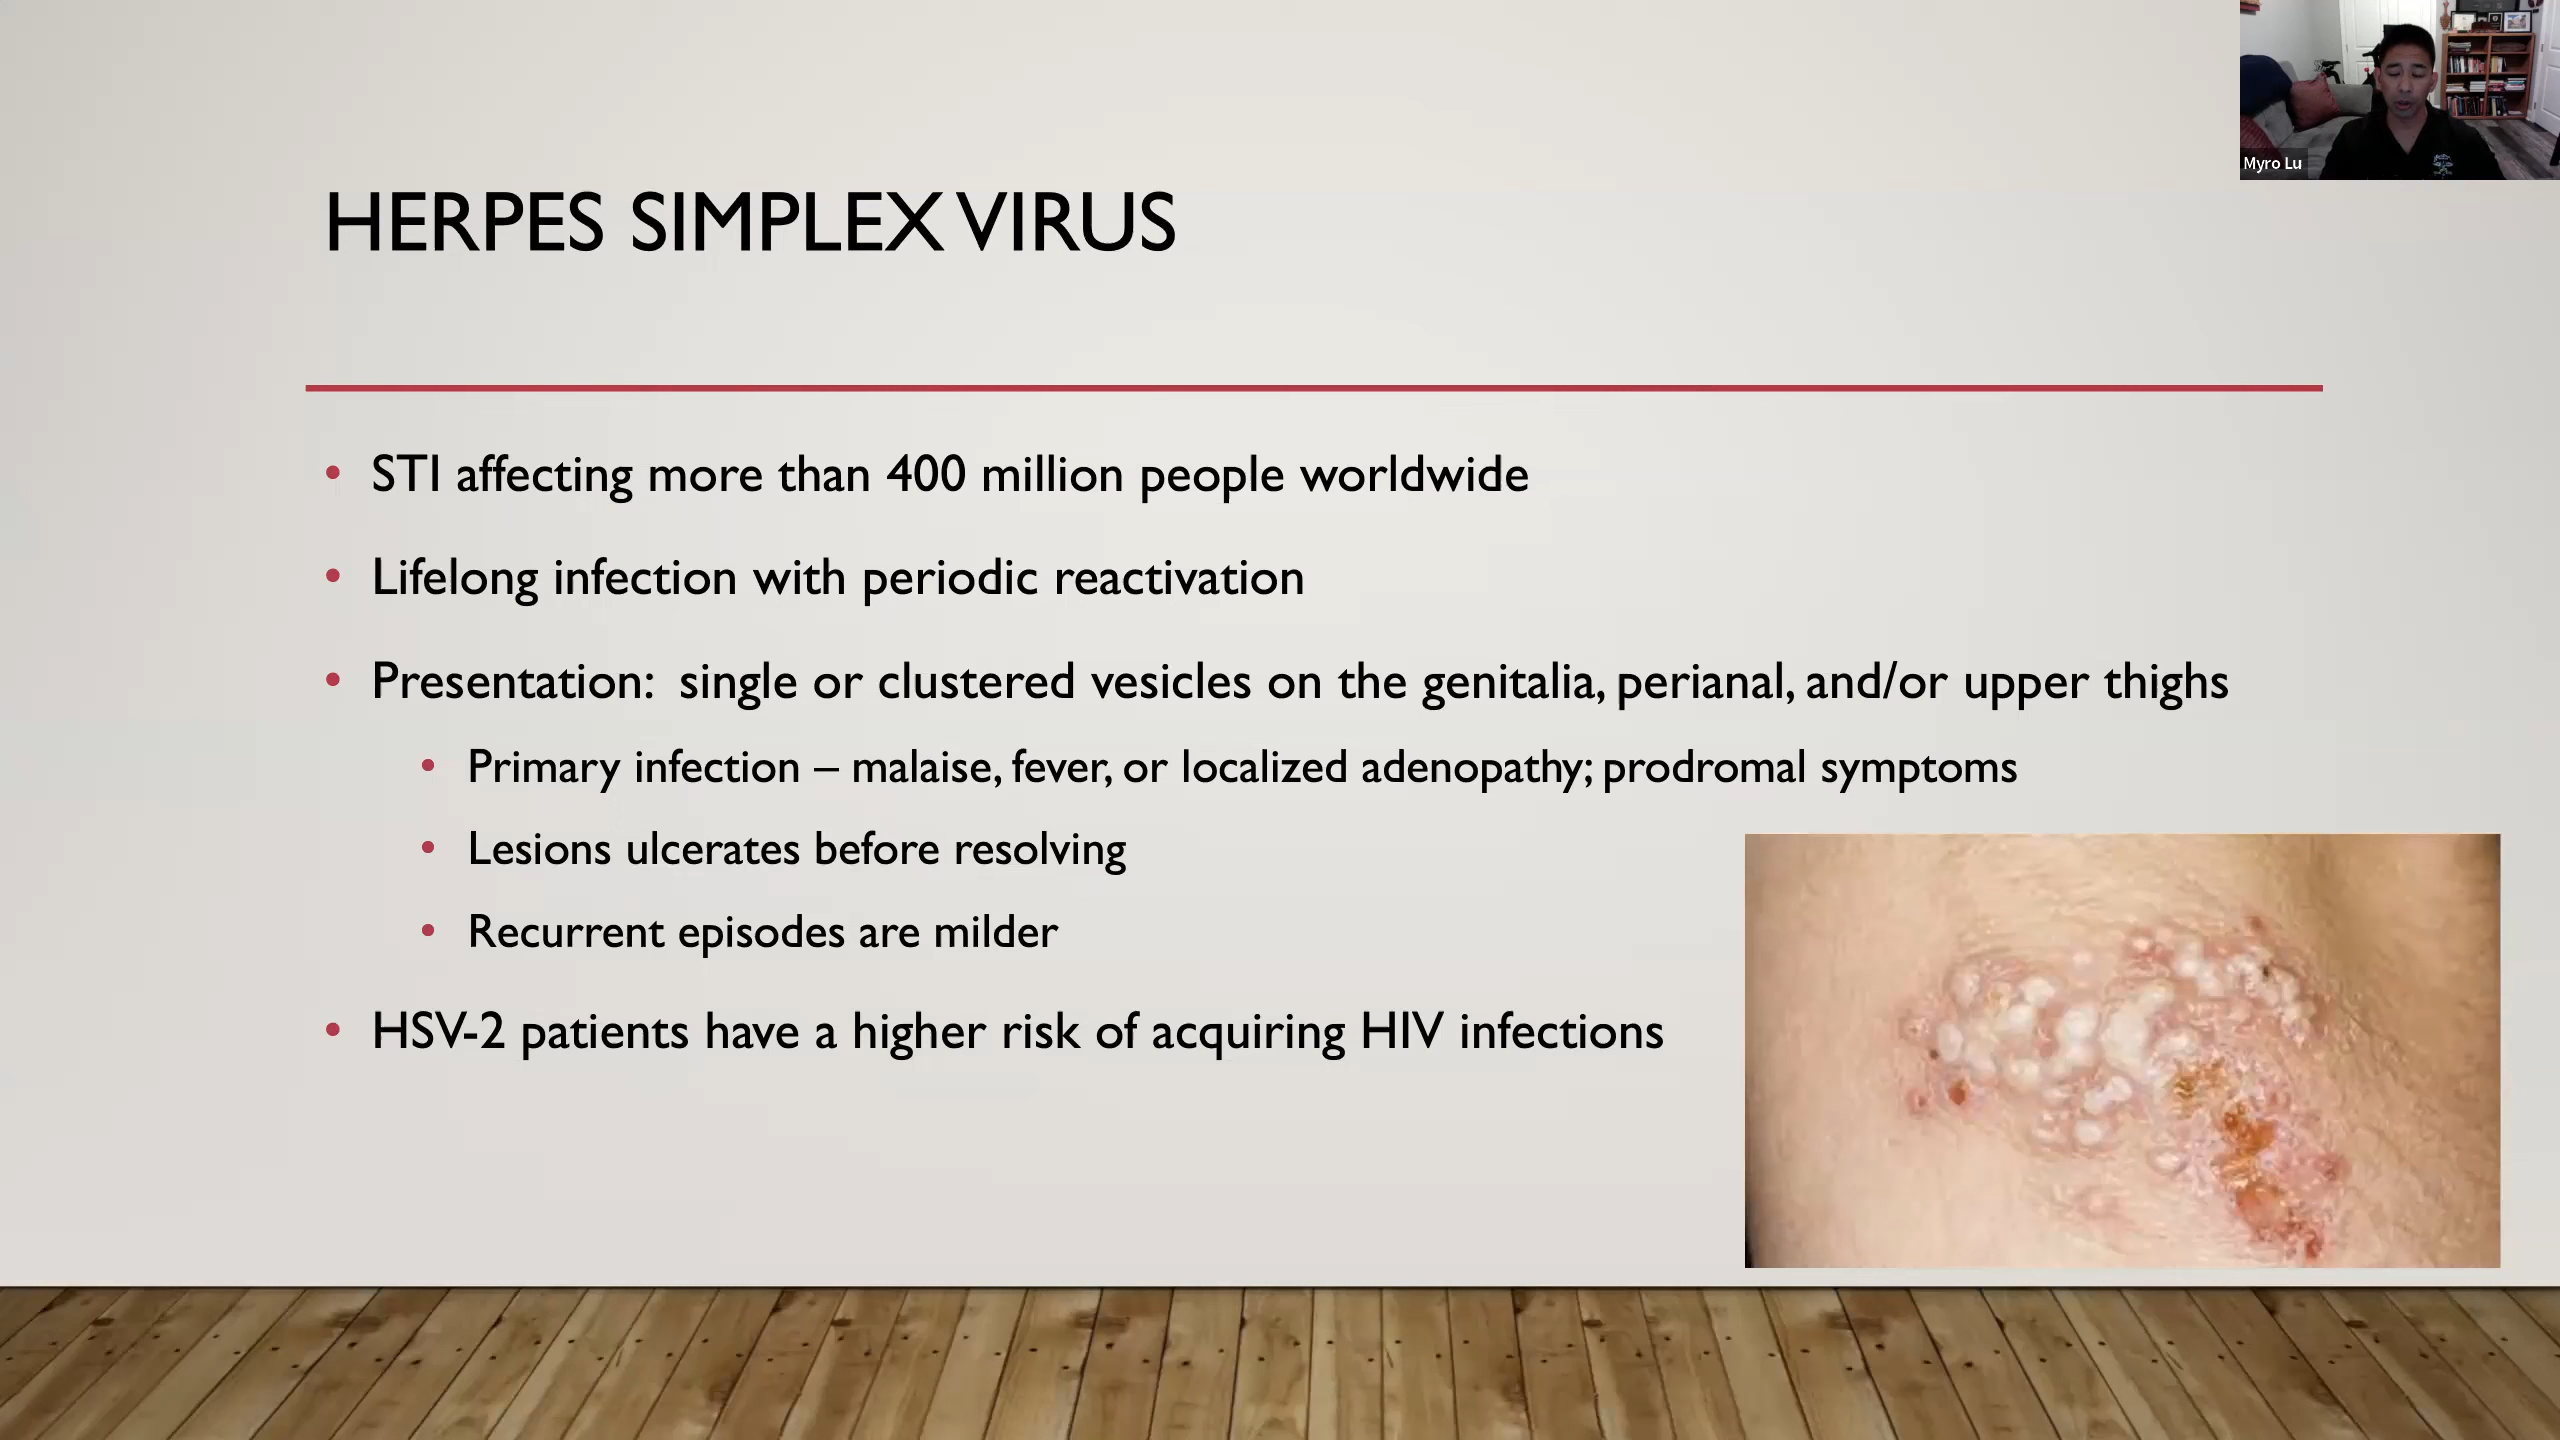 Myro Lu
HERPES SIMPLEX VIRUS
• STI affecting more than 400 million people worldwide
• Lifelong infection with periodic reactivation
• Presentation:  single or clustered vesicles on the genitalia, perianal, and/or upper thighs
• Primary infection – malaise, fever, or localized adenopathy; prodromal symptoms
• Lesions ulcerates before resolving
• Recurrent episodes are milder
• HSV-2 patients have a higher risk of acquiring HIV infections